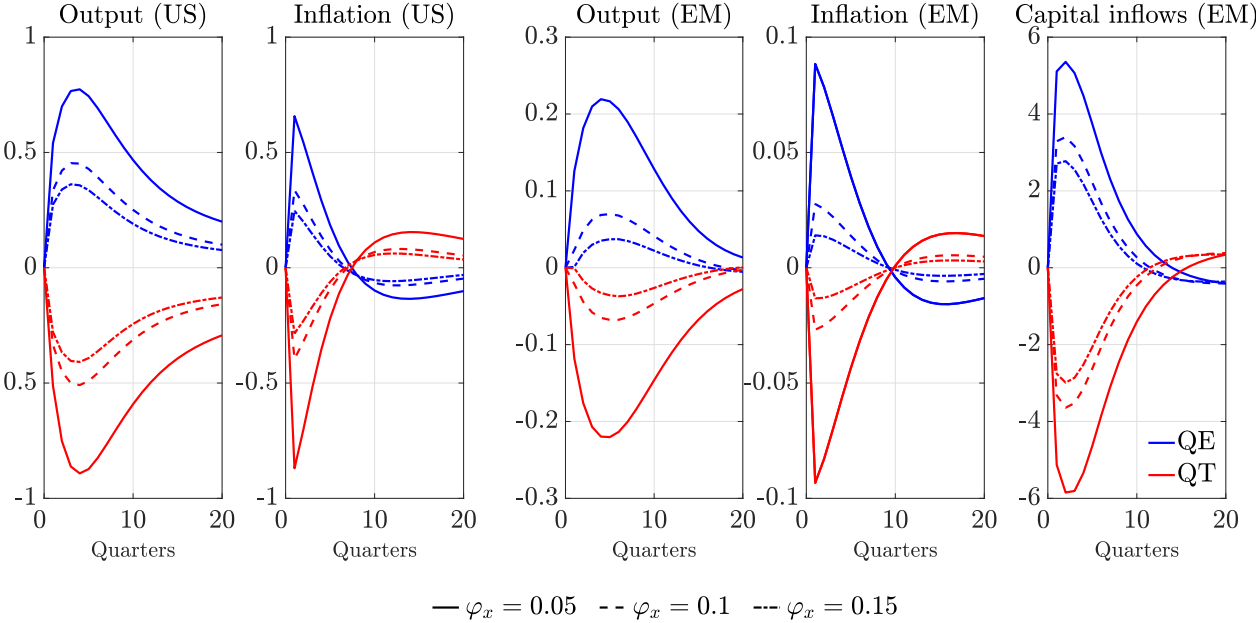 Output (US)
Inflation (US)
Output (EM)
Inflation (EM)
Capital inflows (EM)
1
0.5
0
0.5
-1
0
10
20
Quarters
1
0.5
0
-0.5
-1
0
10
20
Quarters
0.3
0.2
0.1
0
-0.1
-0.2
-0.3
0
10
20
Quarters
0.1
0.05
0
-0.05
-0.1
0
10
20
Quarters
6
4
2
0
-2
-4
-6
0
10
20
Quarters
QE
QT
φx = 0.05
φx = 0.1
φx = 0.15